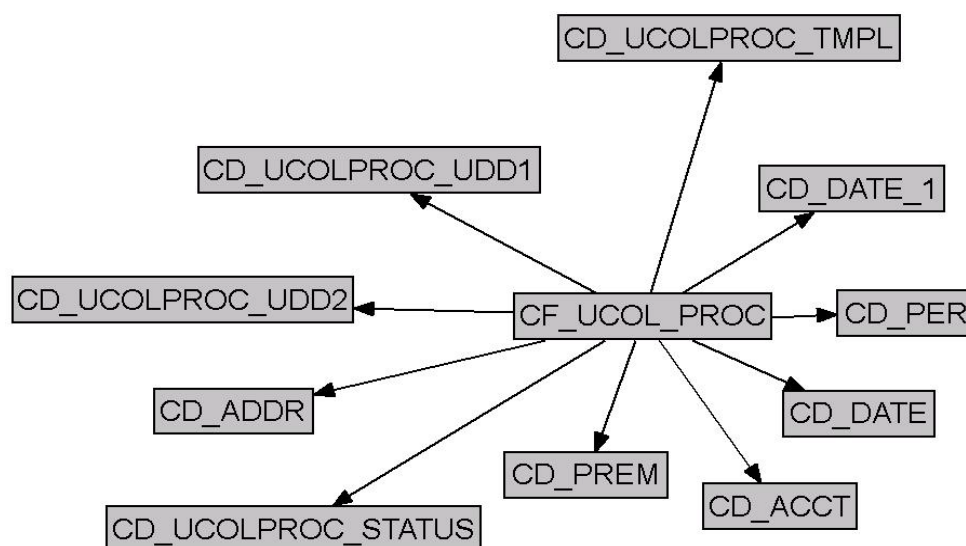 CD_UCOLPROC_TMPL
CD_UCOLPROC_UDD1
CD_DATE_1
CD_UCOLPROC_UDD2
CF_UCOL_PROC
CD_PER
CD_ADDR
CD_DATE
CD_PREM
CD_ACCT
CD_UCOLPROC_STATUS